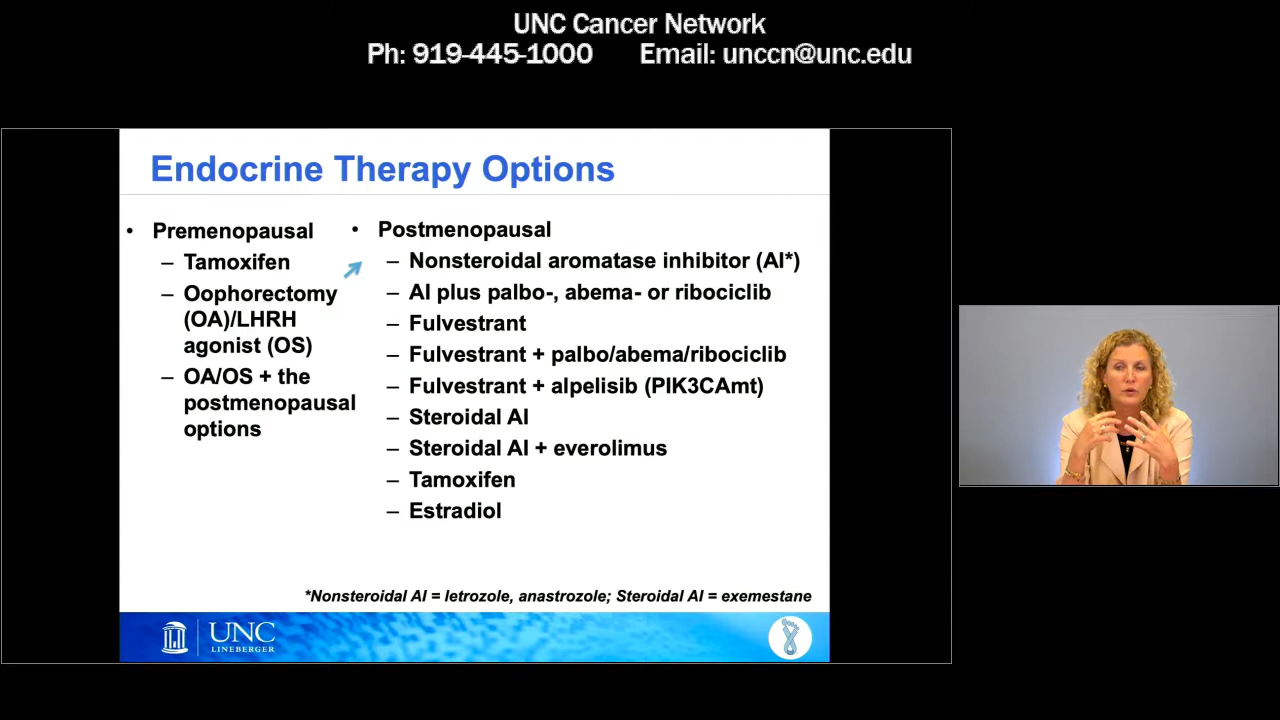 UNC Cancer Network
Ph: 919-445-1000 Email: unccn@unc.edu
Endocrine Therapy Options
• Premenopausal
– Tamoxifen
– Oophorectomy
(OA)/LHRH
agonist (OS)
– OA/OS + the
postmenopausal
options
• Postmenopausal
– Nonsteroidal aromatase inhibitor (AI*)
– AI plus palbo-, abema- or ribociclib
– Fulvestrant
– Fulvestrant + palbo/abema/ribociclib
– Fulvestrant + alpelisib (PIK3CAmt)
– Steroidal AI
– Steroidal AI + everolimus
– Tamoxifen
– Estradiol
*Nonsteroidal AI = letrozole, anastrozole; Steroidal AI = exemestane
UNC
LINEBERGER